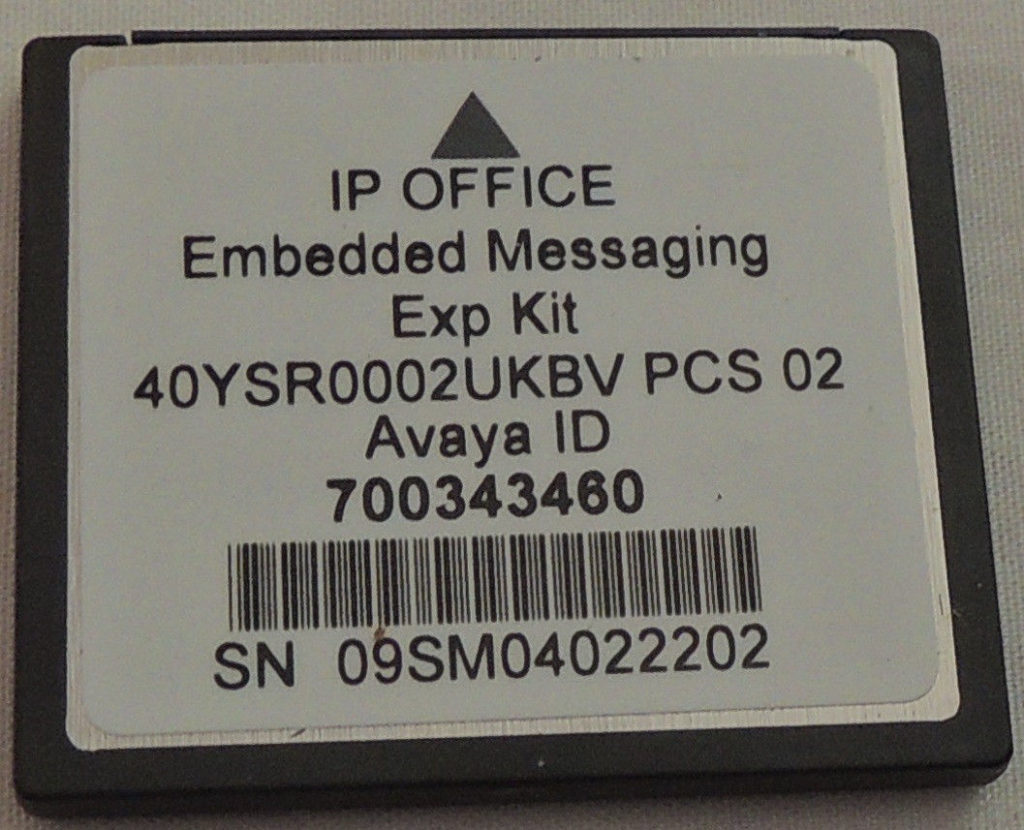 IP OFFICE
Embedded Messaging
Exp Kit
40YSR0002UKBV PCS 02
Avaya ID
700343460
SN 09SM04022202